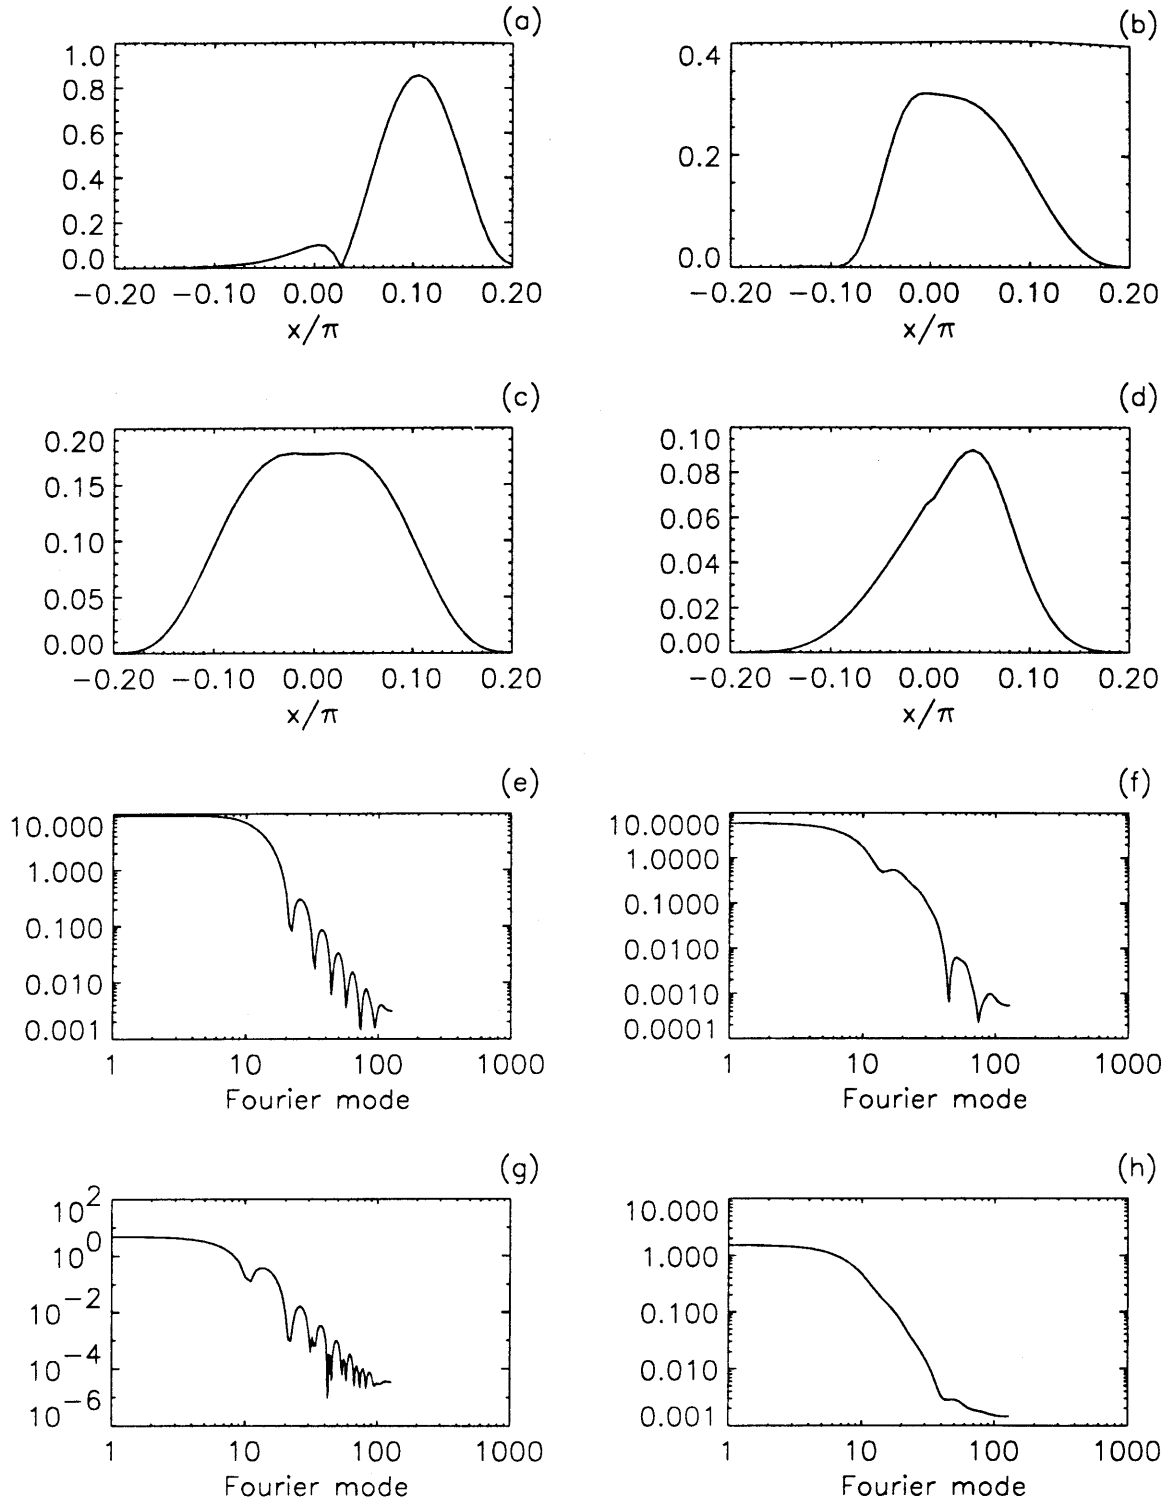 (a)
1.0
0.8
0.6
0.4
0.2
0.0
−0.20 −0.10 0.00 0.10 0.20
x/π
(b)
0.4
0.2
0.0
−0.20 −0.10 0.00 0.10 0.20
x/π
(c)
0.20
0.15
0.10
0.05
0.00
−0.20 −0.10 0.00 0.10 0.20
x/π
(d)
0.10
0.08
0.06
0.04
0.02
0.00
−0.20 −0.10 0.00 0.10 0.20
x/π
(e)
10.000
1.000
0.100
0.010
0.001
1 10 100 1000
Fourier mode
(f)
10.0000
1.0000
0.1000
0.0100
0.0010
0.0001
1 10 100 1000
Fourier mode
(g)
10^2
10^0
10^−2
10^−4
10^−6
1 10 100 1000
Fourier mode
(h)
10.000
1.000
0.100
0.010
0.001
1 10 100 1000
Fourier mode